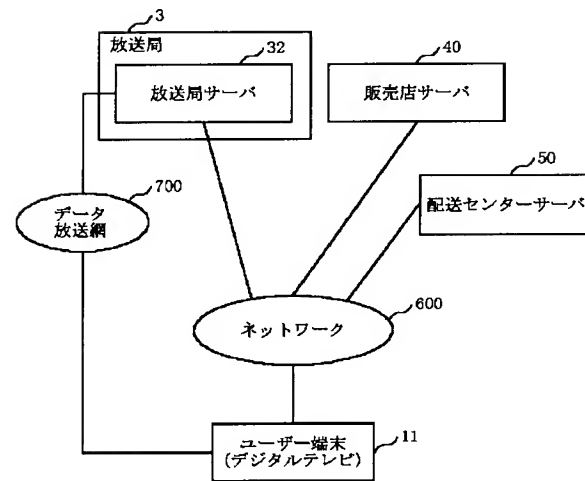 3
放送局
32
放送局サーバ
40
販売店サーバ
50
配送センターサーバ
700
データ
放送網
ネットワーク
600
ユーザー端末
(デジタルテレビ)
11